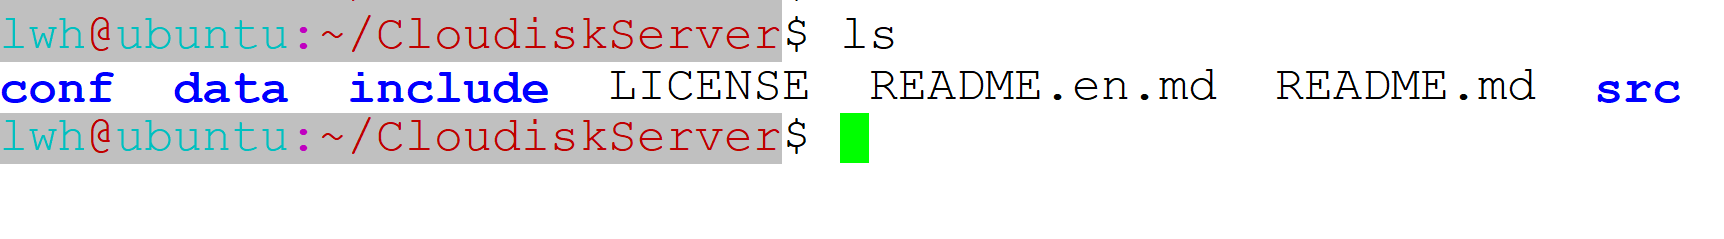 lwh@ubuntu:~/CloudiskServer$ ls
conf  data  include  LICENSE  README.en.md  README.md  src
lwh@ubuntu:~/CloudiskServer$